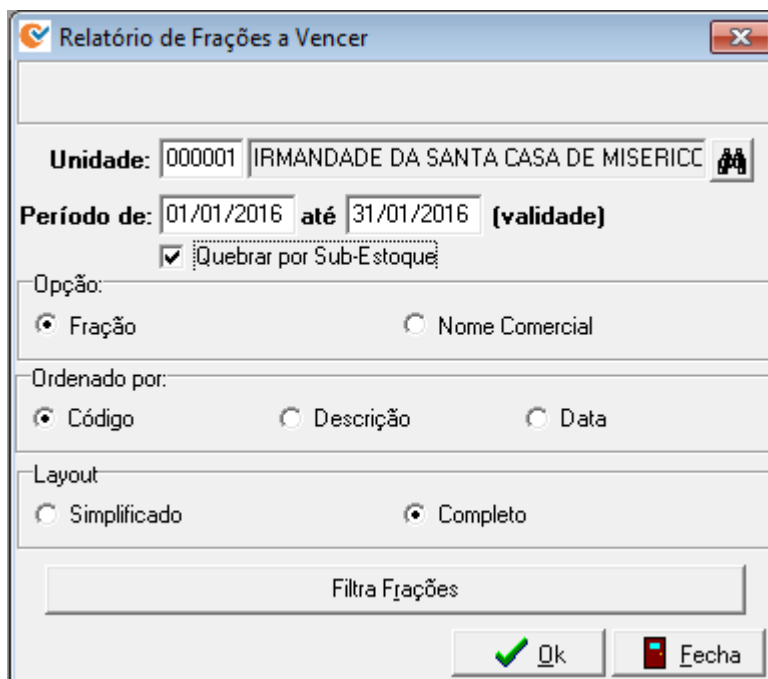 Relatório de Frações a Vencer
Unidade: 000001 IRMANDADE DA SANTA CASA DE MISERICC
Período de: 01/01/2016 até 31/01/2016 (validade)
Quebrar por Sub-Estoque
Opção:
Fração Nome Comercial
Ordenado por:
Código Descrição Data
Layout
Simplificado Completo
Filtra Frações
Ok Fecha